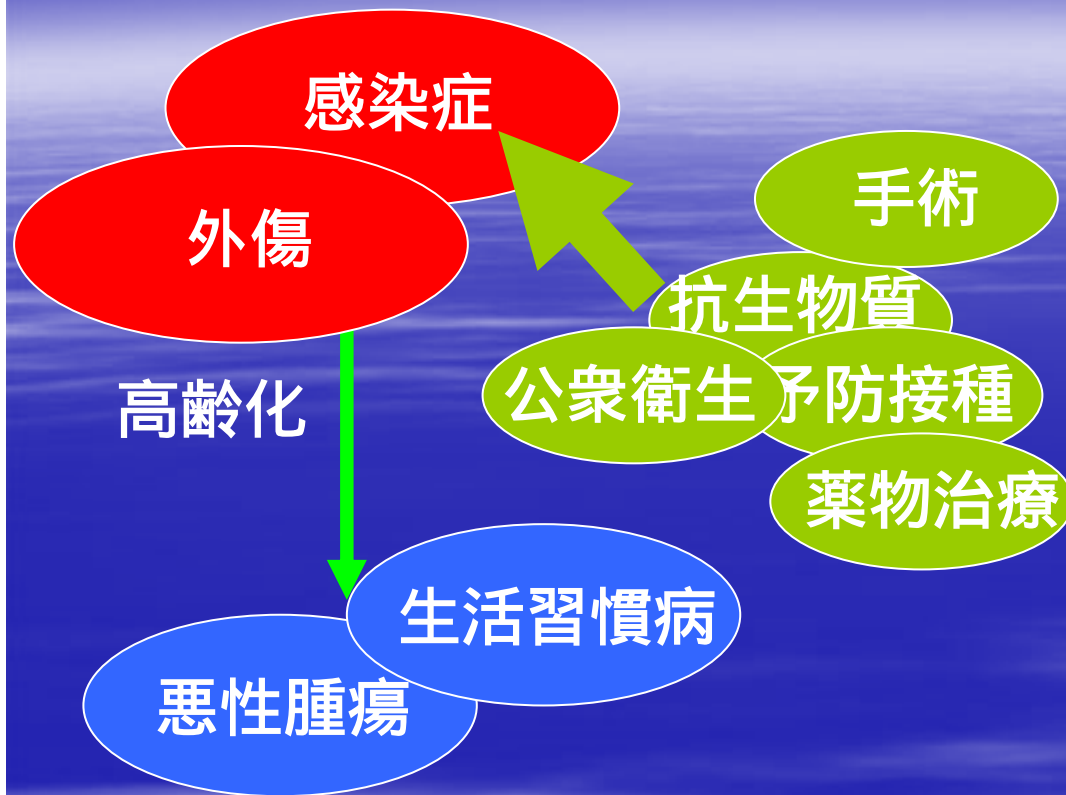 感染症
外傷
手術
抗生物質
公衆衛生
予防接種
薬物治療
高齢化
生活習慣病
悪性腫瘍